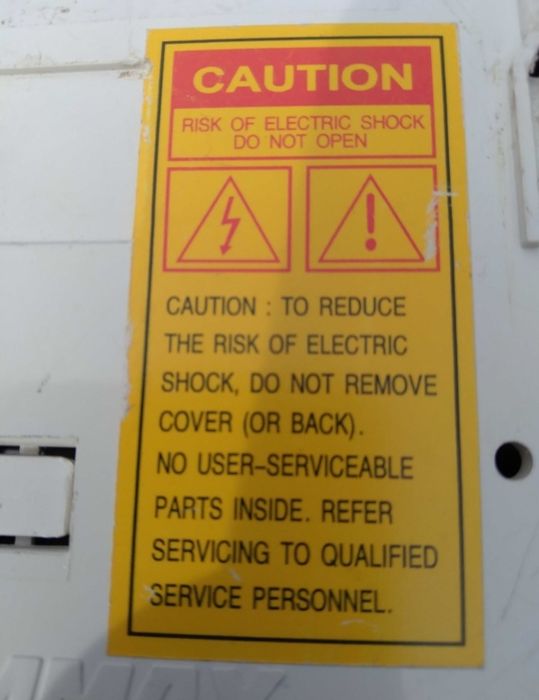 CAUTION
RISK OF ELECTRIC SHOCK
DO NOT OPEN
CAUTION : TO REDUCE
THE RISK OF ELECTRIC
SHOCK, DO NOT REMOVE
COVER (OR BACK).
NO USER-SERVICEABLE
PARTS INSIDE. REFER
SERVICING TO QUALIFIED
SERVICE PERSONNEL.